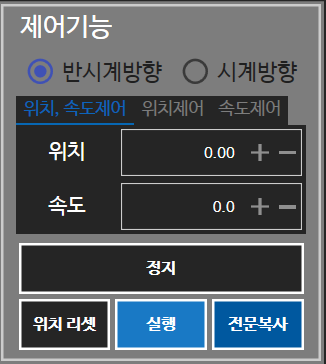 제어기능
반시계방향 시계방향
위치, 속도제어 위치제어 속도제어
위치 0.00 + −
속도 0.0 + −
정지
위치 리셋 실행 전문복사